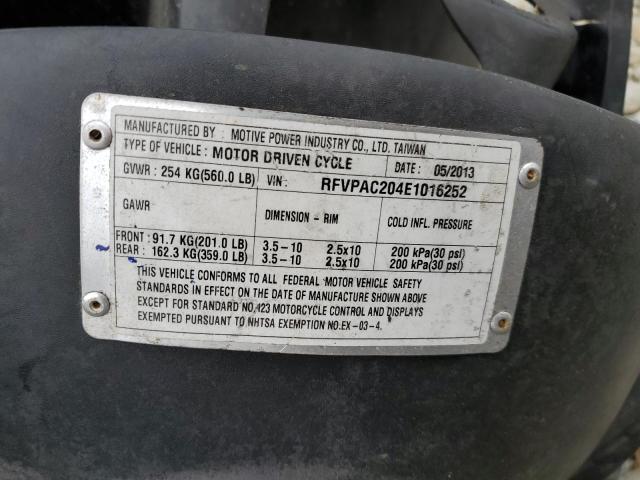 MANUFACTURED BY : MOTIVE POWER INDUSTRY CO., LTD. TAIWAN
TYPE OF VEHICLE : MOTOR DRIVEN CYCLE DATE : 05/2013
GVWR : 254 KG(560.0 LB) VIN : RFVPAC204E1016252
GAWR DIMENSION - RIM COLD INFL. PRESSURE
FRONT : 91.7 KG(201.0 LB) 3.5-10 2.5x10 200 kPa(30 psi)
REAR : 162.3 KG(359.0 LB) 3.5-10 2.5x10 200 kPa(30 psi)
THIS VEHICLE CONFORMS TO ALL FEDERAL MOTOR VEHICLE SAFETY
STANDARDS IN EFFECT ON THE DATE OF MANUFACTURE SHOWN ABOVE
EXCEPT FOR STANDARD NO.123 MOTORCYCLE CONTROL AND DISPLAYS
EXEMPTED PURSUANT TO NHTSA EXEMPTION NO.EX-03-4.